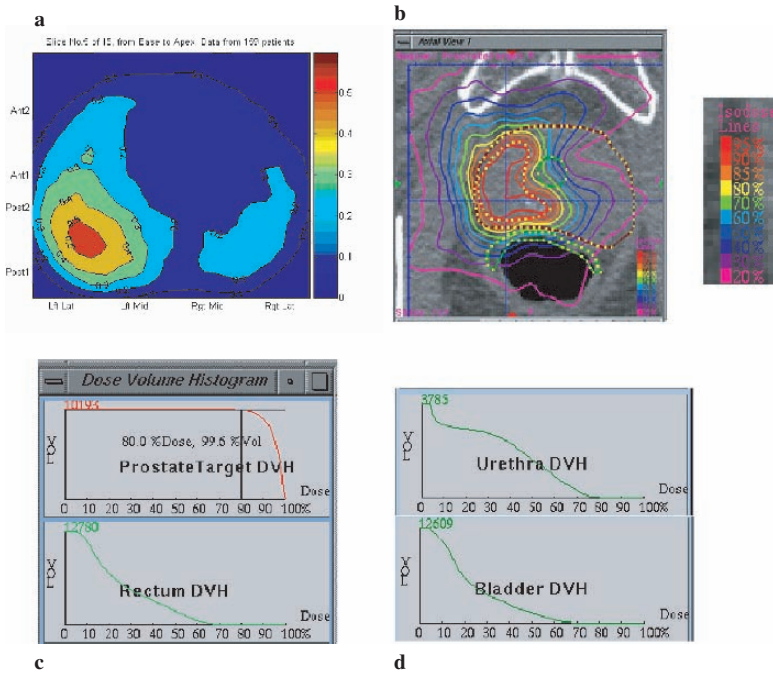 a
b
Slice No.6 of 15, from Ease to Apex. Data from 199 patients
Ant2
Ant1
Post2
Post1
Lft Lat
Lft Mid
Rgt Mid
Rgt Lat
0.5
0.4
0.3
0.2
0.1
0
Axial View 1
Isodose
Lines
95%
90%
85%
80%
70%
60%
40%
30%
20%
Dose Volume Histogram
10193
VOL
80.0 %Dose, 99.6 %Vol
ProstateTarget DVH
Dose
0 10 20 30 40 50 60 70 80 90 100%
12780
VOL
Rectum DVH
Dose
0 10 20 30 40 50 60 70 80 90 100%
3785
VOL
Urethra DVH
Dose
0 10 20 30 40 50 60 70 80 90 100%
12609
VOL
Bladder DVH
Dose
0 10 20 30 40 50 60 70 80 90 100%
c
d